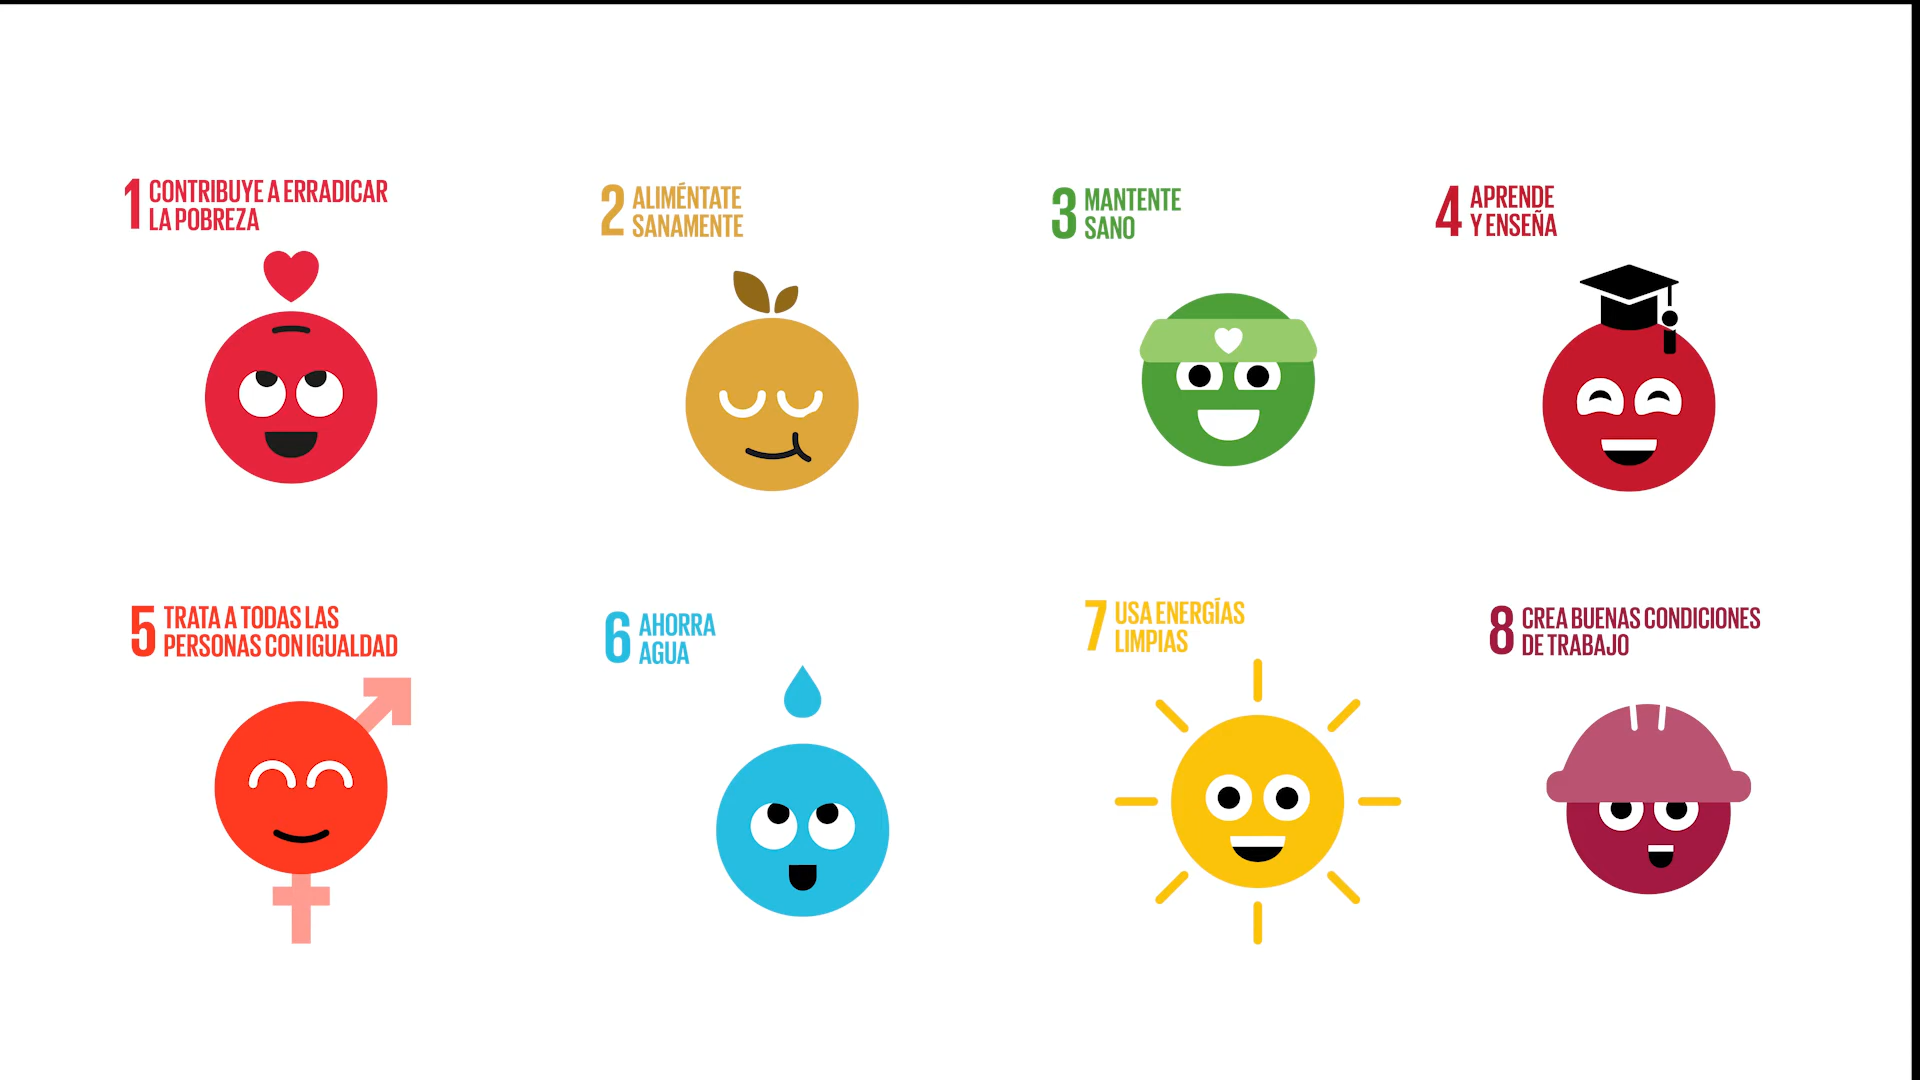 1 CONTRIBUYE A ERRADICAR
LA POBREZA
2 ALIMÉNTATE
SANAMENTE
3 MANTENTE
SANO
4 APRENDE
Y ENSEÑA
5 TRATA A TODAS LAS
PERSONAS CON IGUALDAD
6 AHORRA
AGUA
7 USA ENERGÍAS
LIMPIAS
8 CREA BUENAS CONDICIONES
DE TRABAJO